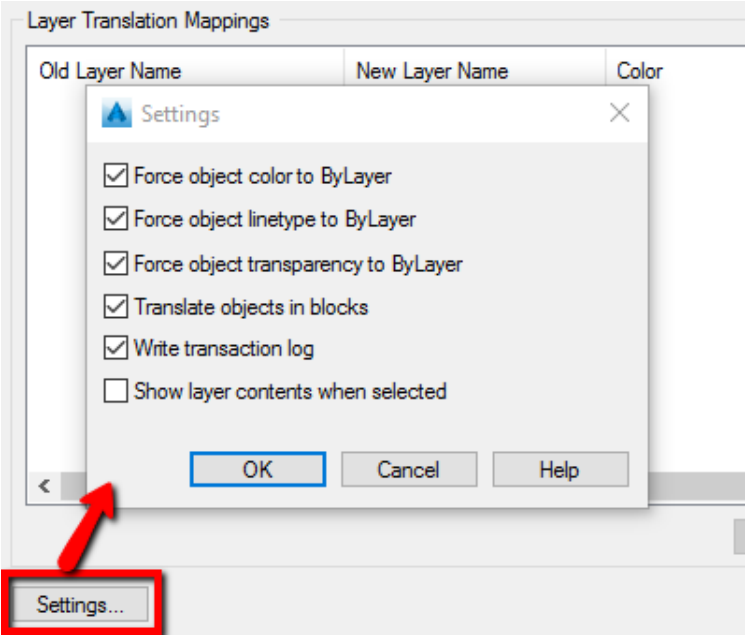 Layer Translation Mappings
Old Layer Name New Layer Name Color
Settings
Force object color to ByLayer
Force object linetype to ByLayer
Force object transparency to ByLayer
Translate objects in blocks
Write transaction log
Show layer contents when selected
OK Cancel Help
Settings...